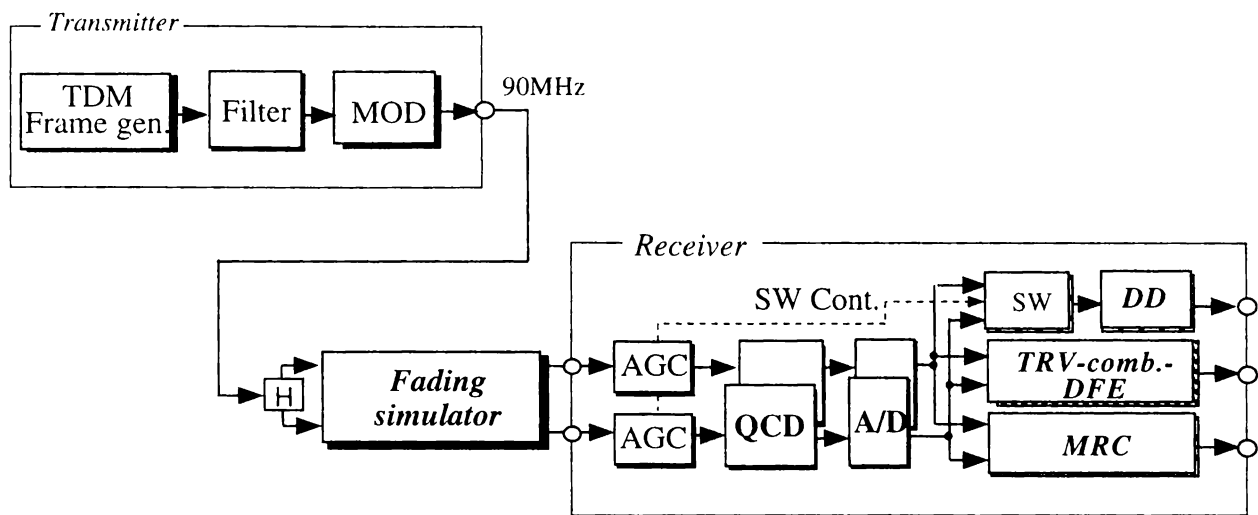 Transmitter
TDM
Frame gen.
Filter
MOD
90MHz
Receiver
SW Cont.
SW
DD
AGC
TRV-comb.-
DFE
H
Fading
simulator
AGC
QCD
A/D
MRC